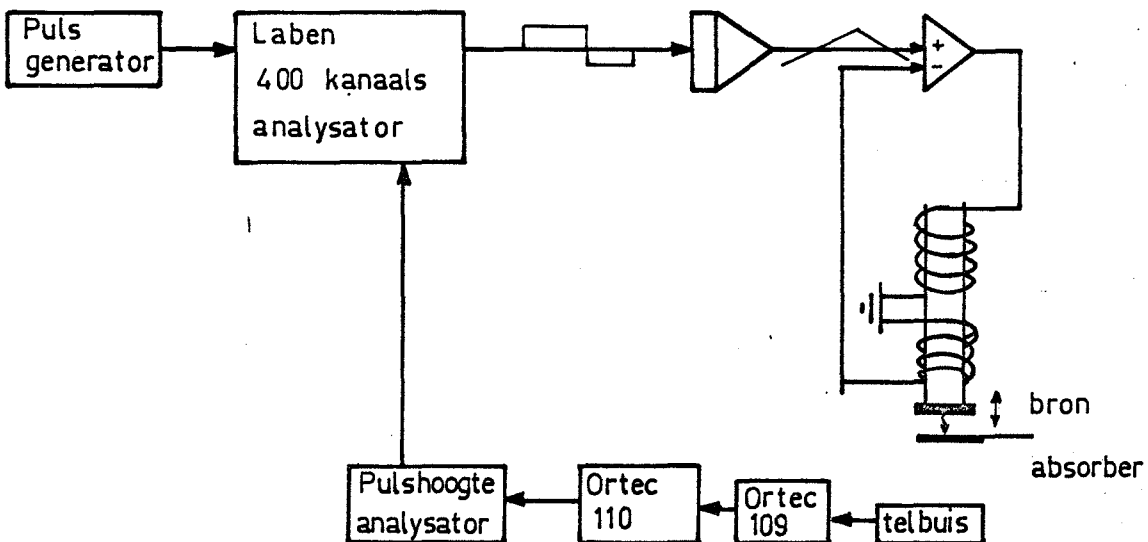 Puls
generator
Laben
400 kanaals
analysator
+
-
bron
absorber
Pulshoogte
analysator
Ortec
110
Ortec
109
telbuis